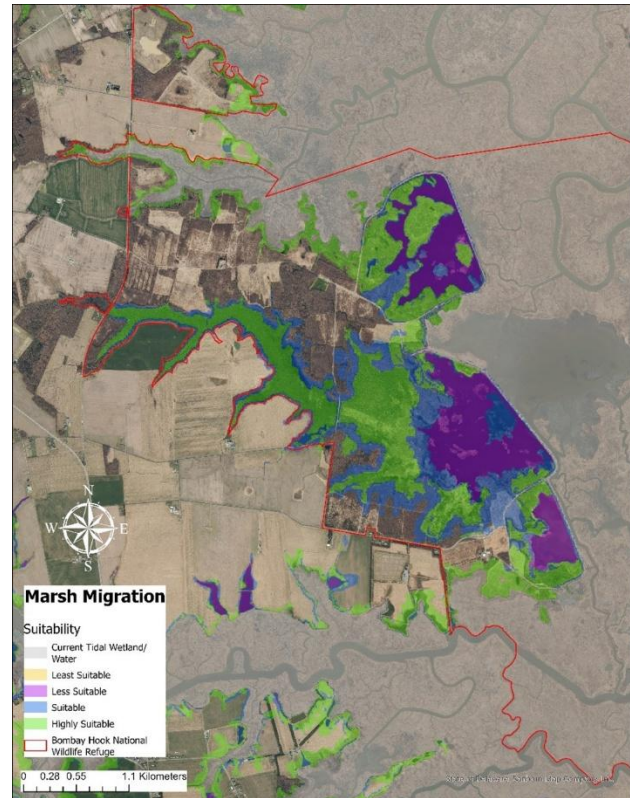 N
W E
S
Marsh Migration
Suitability
Current Tidal Wetland/
Water
Least Suitable
Less Suitable
Suitable
Highly Suitable
Bombay Hook National
Wildlife Refuge
0 0.28 0.55 1.1 Kilometers